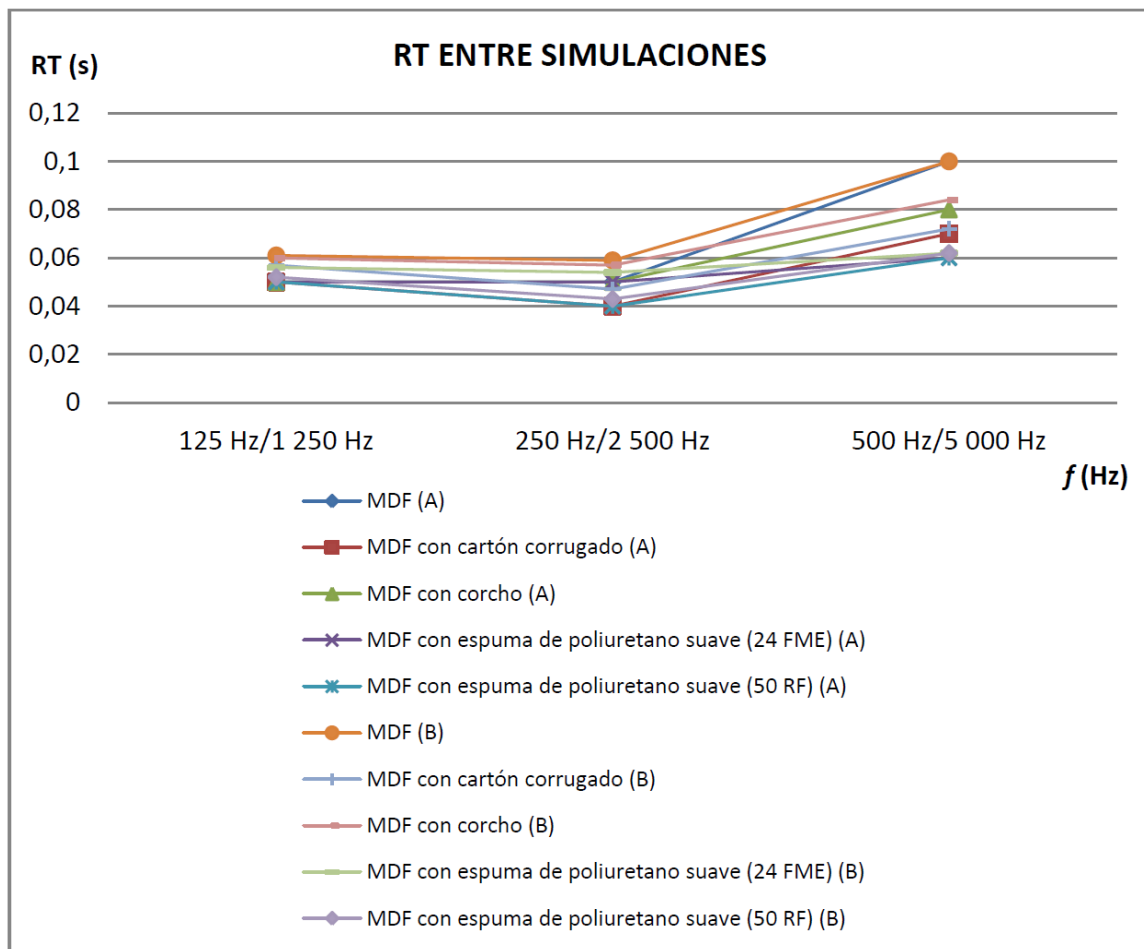 RT ENTRE SIMULACIONES
RT (s)
0,12
0,1
0,08
0,06
0,04
0,02
0
125 Hz/1 250 Hz
250 Hz/2 500 Hz
500 Hz/5 000 Hz
f (Hz)
MDF (A)
MDF con cartón corrugado (A)
MDF con corcho (A)
MDF con espuma de poliuretano suave (24 FME) (A)
MDF con espuma de poliuretano suave (50 RF) (A)
MDF (B)
MDF con cartón corrugado (B)
MDF con corcho (B)
MDF con espuma de poliuretano suave (24 FME) (B)
MDF con espuma de poliuretano suave (50 RF) (B)